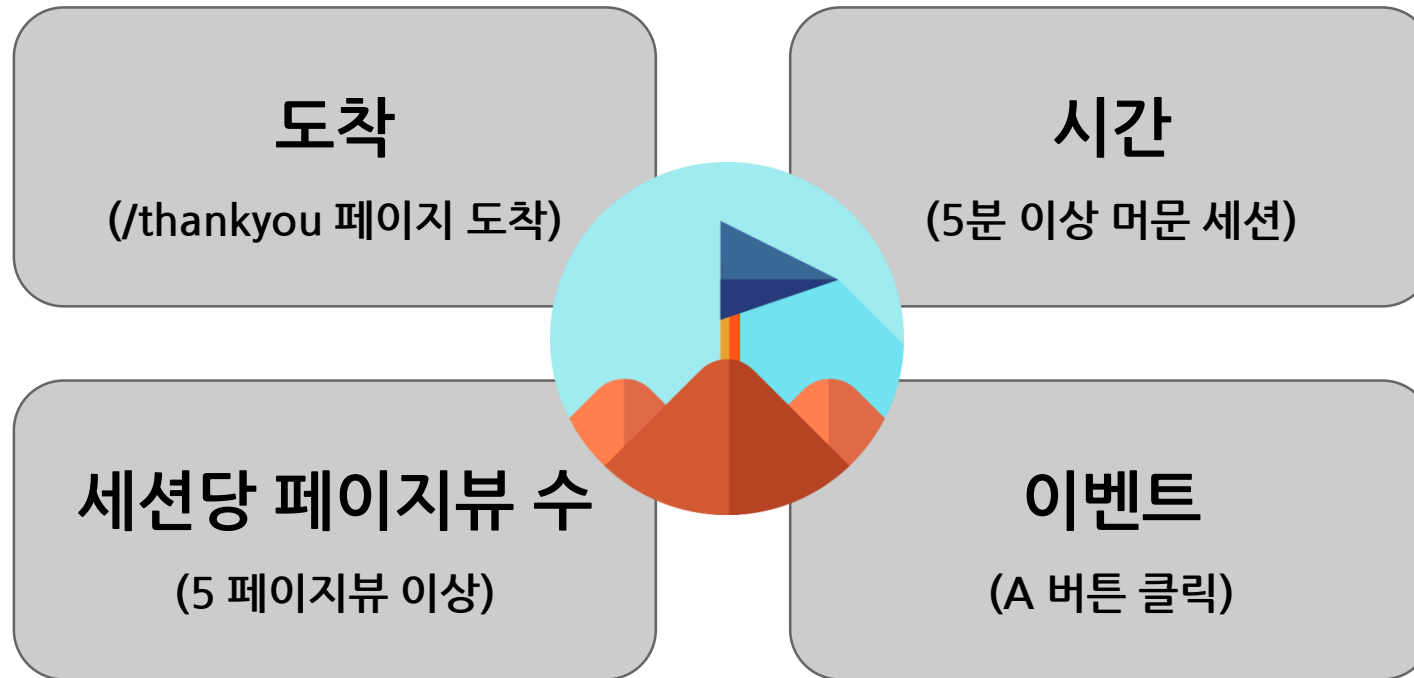 도착
(/thankyou 페이지 도착)
시간
(5분 이상 머문 세션)
세션당 페이지뷰 수
(5 페이지뷰 이상)
이벤트
(A 버튼 클릭)